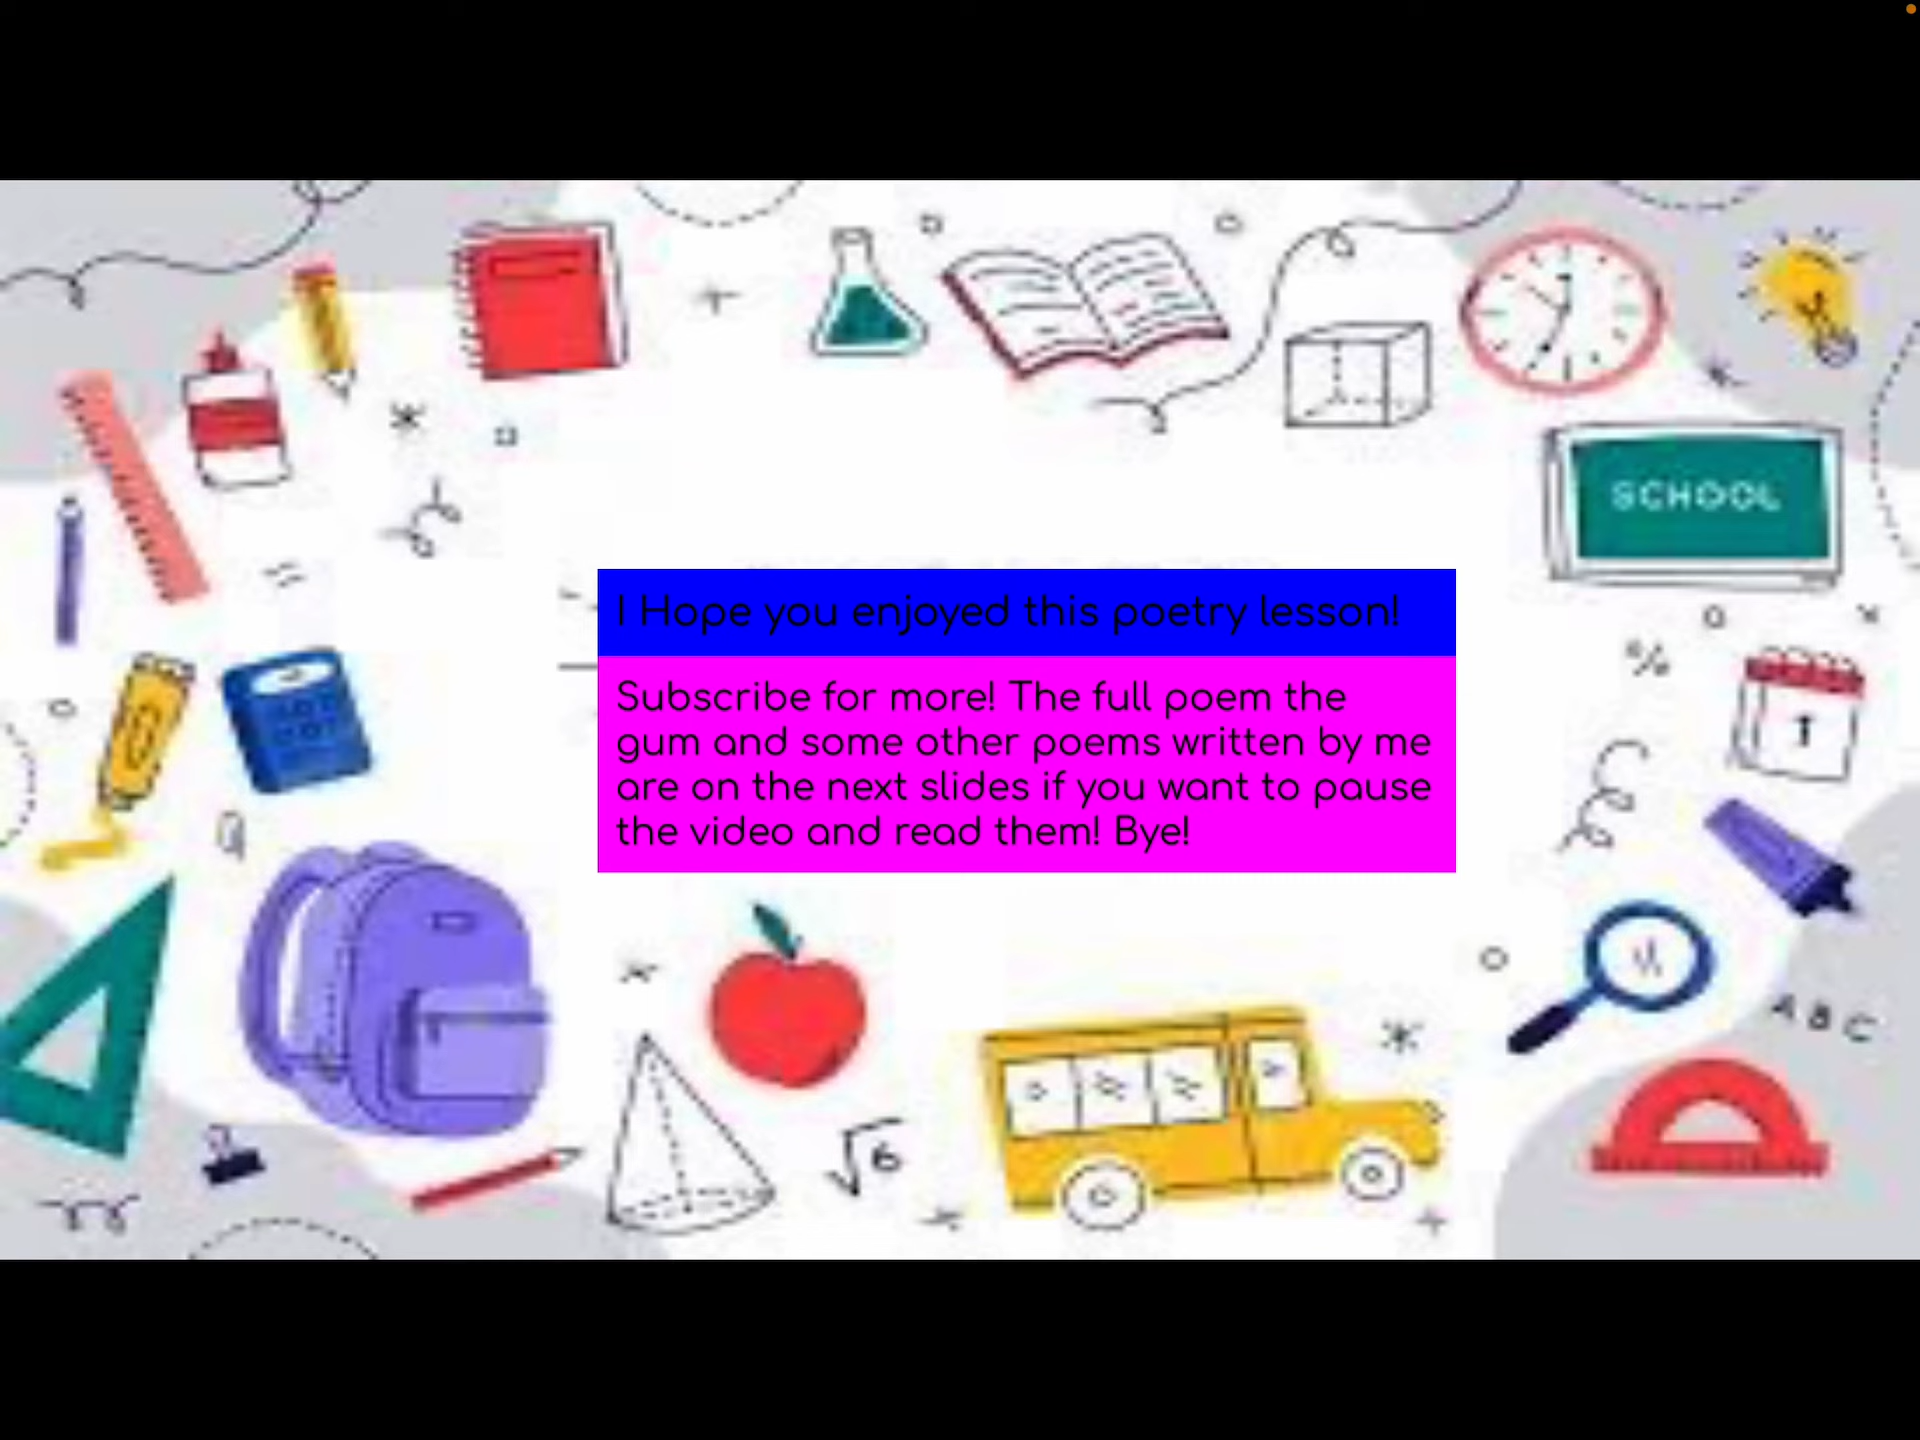 SCHOOL
I Hope you enjoyed this poetry lesson!
Subscribe for more! The full poem the
gum and some other poems written by me
are on the next slides if you want to pause
the video and read them! Bye!
%
1
A B C
√6